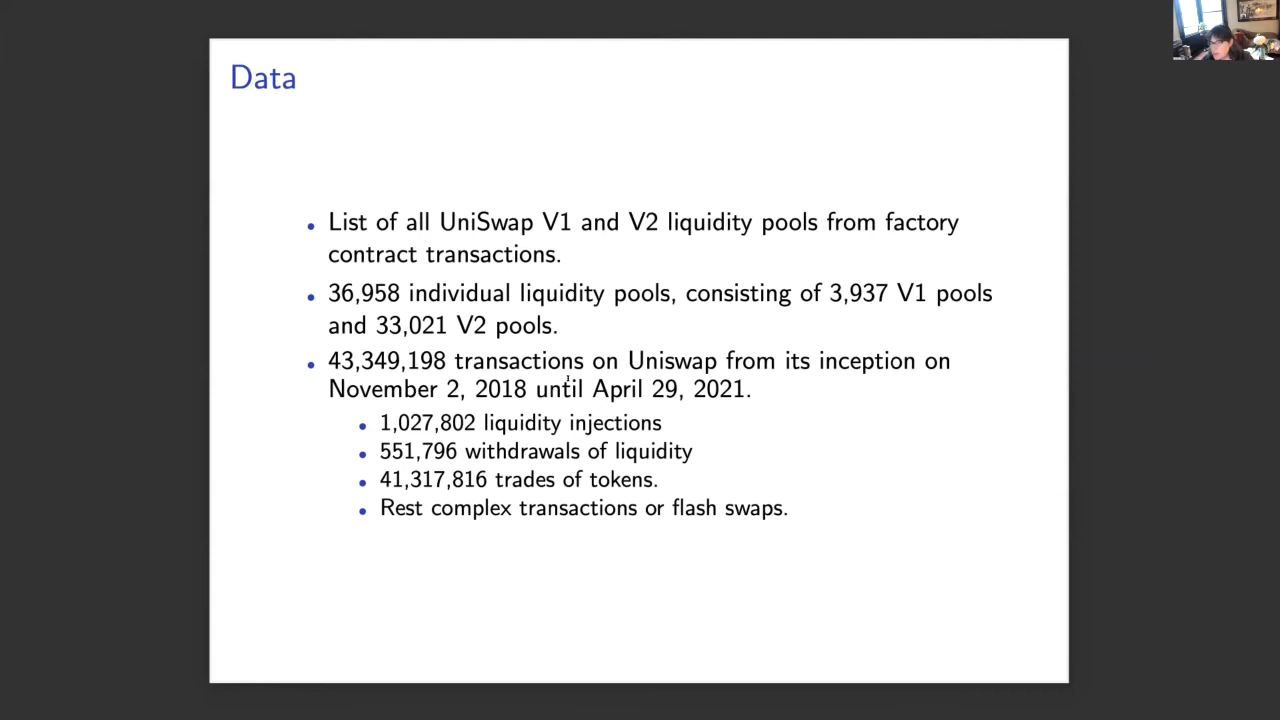 Data
• List of all UniSwap V1 and V2 liquidity pools from factory
contract transactions.
• 36,958 individual liquidity pools, consisting of 3,937 V1 pools
and 33,021 V2 pools.
• 43,349,198 transactions on Uniswap from its inception on
November 2, 2018 until April 29, 2021.
• 1,027,802 liquidity injections
• 551,796 withdrawals of liquidity
• 41,317,816 trades of tokens.
• Rest complex transactions or flash swaps.